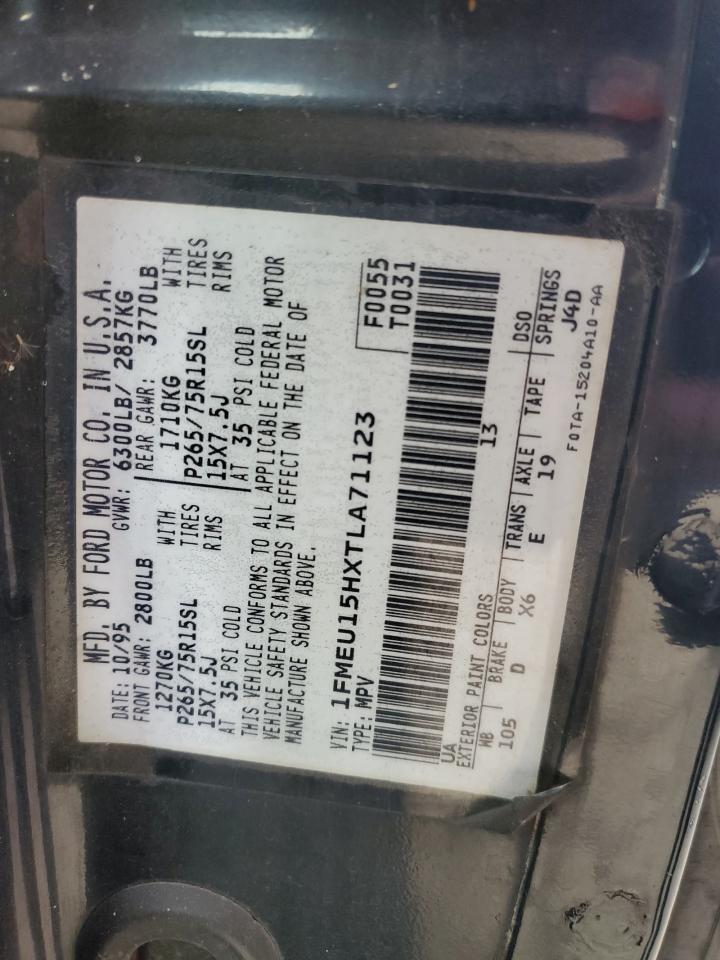 MFD. BY FORD MOTOR CO. IN U.S.A.
DATE: 10/95 GVWR: 6300LB/ 2857KG
FRONT GAWR: 2800LB REAR GAWR: 3770LB
1270KG WITH 1710KG WITH
P265/75R15SL TIRES P265/75R15SL TIRES
15X7.5J RIMS 15X7.5J RIMS
AT 35 PSI COLD AT 35 PSI COLD
THIS VEHICLE CONFORMS TO ALL APPLICABLE FEDERAL MOTOR
VEHICLE SAFETY STANDARDS IN EFFECT ON THE DATE OF
MANUFACTURE SHOWN ABOVE.
VIN: 1FMEU15HXTLA71123
TYPE: MPV
F0055
T0031
UA 13
EXTERIOR PAINT COLORS DSO
WB BRAKE BODY TRANS AXLE TAPE SPRINGS
105 D X6 E 19 J4D
F0TA-15204A10-AA